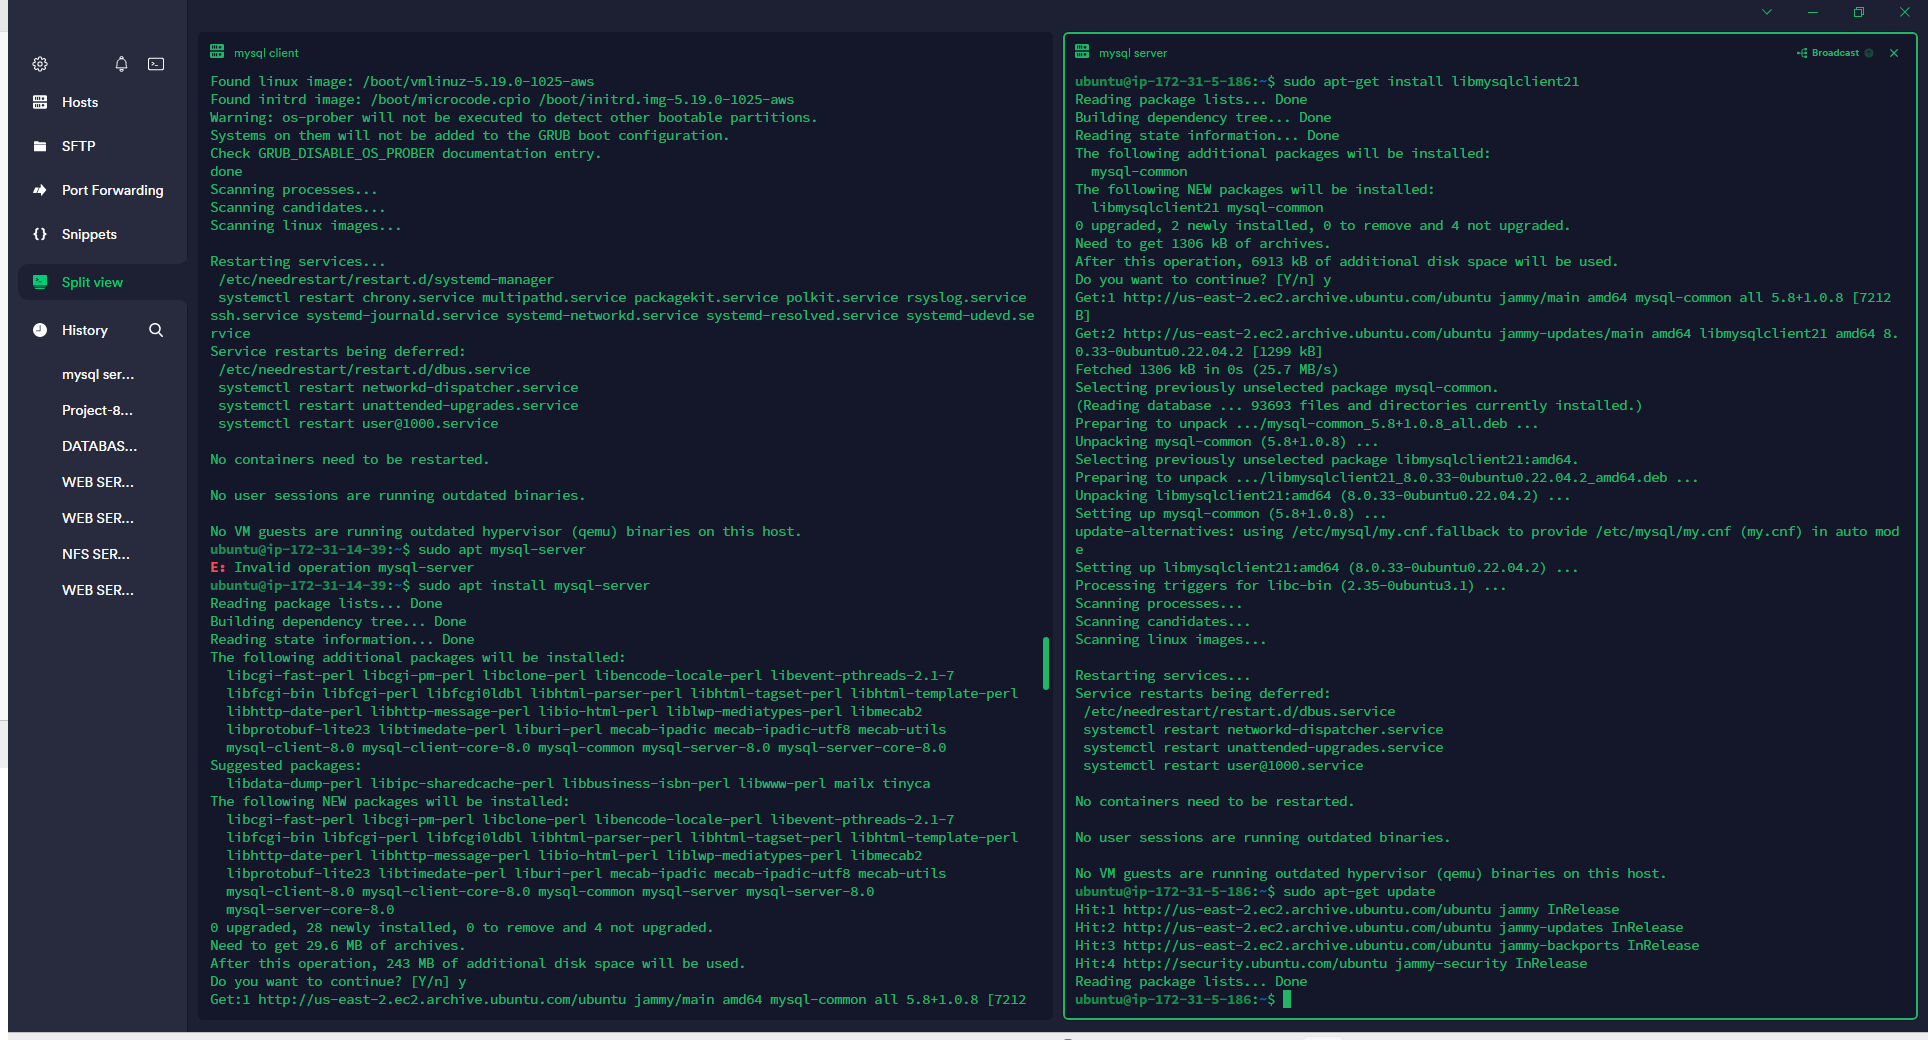 Hosts
SFTP
Port Forwarding
Snippets
Split view
History
mysql ser...
Project-8...
DATABAS...
WEB SER...
WEB SER...
NFS SER...
WEB SER...
mysql client
Found linux image: /boot/vmlinuz-5.19.0-1025-aws
Found initrd image: /boot/microcode.cpio /boot/initrd.img-5.19.0-1025-aws
Warning: os-prober will not be executed to detect other bootable partitions.
Systems on them will not be added to the GRUB boot configuration.
Check GRUB_DISABLE_OS_PROBER documentation entry.
done
Scanning processes...
Scanning candidates...
Scanning linux images...
Restarting services...
/etc/needrestart/restart.d/systemd-manager
systemctl restart chrony.service multipathd.service packagekit.service polkit.service rsyslog.service
ssh.service systemd-journald.service systemd-networkd.service systemd-resolved.service systemd-udevd.se
rvice
Service restarts being deferred:
/etc/needrestart/restart.d/dbus.service
systemctl restart networkd-dispatcher.service
systemctl restart unattended-upgrades.service
systemctl restart user@1000.service
No containers need to be restarted.
No user sessions are running outdated binaries.
No VM guests are running outdated hypervisor (qemu) binaries on this host.
ubuntu@ip-172-31-14-39:~$ sudo apt mysql-server
E: Invalid operation mysql-server
ubuntu@ip-172-31-14-39:~$ sudo apt install mysql-server
Reading package lists... Done
Building dependency tree... Done
Reading state information... Done
The following additional packages will be installed:
libcgi-fast-perl libcgi-pm-perl libclone-perl libencode-locale-perl libevent-pthreads-2.1-7
libfcgi-bin libfcgi-perl libfcgi0ldbl libhtml-parser-perl libhtml-tagset-perl libhtml-template-perl
libhttp-date-perl libhttp-message-perl libio-html-perl liblwp-mediatypes-perl libmecab2
libprotobuf-lite23 libtimedate-perl liburi-perl mecab-ipadic mecab-ipadic-utf8 mecab-utils
mysql-client-8.0 mysql-client-core-8.0 mysql-common mysql-server-8.0 mysql-server-core-8.0
Suggested packages:
libdata-dump-perl libipc-sharedcache-perl libbusiness-isbn-perl libwww-perl mailx tinyca
The following NEW packages will be installed:
libcgi-fast-perl libcgi-pm-perl libclone-perl libencode-locale-perl libevent-pthreads-2.1-7
libfcgi-bin libfcgi-perl libfcgi0ldbl libhtml-parser-perl libhtml-tagset-perl libhtml-template-perl
libhttp-date-perl libhttp-message-perl libio-html-perl liblwp-mediatypes-perl libmecab2
libprotobuf-lite23 libtimedate-perl liburi-perl mecab-ipadic mecab-ipadic-utf8 mecab-utils
mysql-client-8.0 mysql-client-core-8.0 mysql-common mysql-server mysql-server-8.0
mysql-server-core-8.0
0 upgraded, 28 newly installed, 0 to remove and 4 not upgraded.
Need to get 29.6 MB of archives.
After this operation, 243 MB of additional disk space will be used.
Do you want to continue? [Y/n] y
Get:1 http://us-east-2.ec2.archive.ubuntu.com/ubuntu jammy/main amd64 mysql-common all 5.8+1.0.8 [7212
mysql server
Broadcast
ubuntu@ip-172-31-5-186:~$ sudo apt-get install libmysqlclient21
Reading package lists... Done
Building dependency tree... Done
Reading state information... Done
The following additional packages will be installed:
mysql-common
The following NEW packages will be installed:
libmysqlclient21 mysql-common
0 upgraded, 2 newly installed, 0 to remove and 4 not upgraded.
Need to get 1306 kB of archives.
After this operation, 6913 kB of additional disk space will be used.
Do you want to continue? [Y/n] y
Get:1 http://us-east-2.ec2.archive.ubuntu.com/ubuntu jammy/main amd64 mysql-common all 5.8+1.0.8 [7212
B]
Get:2 http://us-east-2.ec2.archive.ubuntu.com/ubuntu jammy-updates/main amd64 libmysqlclient21 amd64 8.
0.33-0ubuntu0.22.04.2 [1299 kB]
Fetched 1306 kB in 0s (25.7 MB/s)
Selecting previously unselected package mysql-common.
(Reading database ... 93693 files and directories currently installed.)
Preparing to unpack .../mysql-common_5.8+1.0.8_all.deb ...
Unpacking mysql-common (5.8+1.0.8) ...
Selecting previously unselected package libmysqlclient21:amd64.
Preparing to unpack .../libmysqlclient21_8.0.33-0ubuntu0.22.04.2_amd64.deb ...
Unpacking libmysqlclient21:amd64 (8.0.33-0ubuntu0.22.04.2) ...
Setting up mysql-common (5.8+1.0.8) ...
update-alternatives: using /etc/mysql/my.cnf.fallback to provide /etc/mysql/my.cnf (my.cnf) in auto mod
e
Setting up libmysqlclient21:amd64 (8.0.33-0ubuntu0.22.04.2) ...
Processing triggers for libc-bin (2.35-0ubuntu3.1) ...
Scanning processes...
Scanning candidates...
Scanning linux images...
Restarting services...
Service restarts being deferred:
/etc/needrestart/restart.d/dbus.service
systemctl restart networkd-dispatcher.service
systemctl restart unattended-upgrades.service
systemctl restart user@1000.service
No containers need to be restarted.
No user sessions are running outdated binaries.
No VM guests are running outdated hypervisor (qemu) binaries on this host.
ubuntu@ip-172-31-5-186:~$ sudo apt-get update
Hit:1 http://us-east-2.ec2.archive.ubuntu.com/ubuntu jammy InRelease
Hit:2 http://us-east-2.ec2.archive.ubuntu.com/ubuntu jammy-updates InRelease
Hit:3 http://us-east-2.ec2.archive.ubuntu.com/ubuntu jammy-backports InRelease
Hit:4 http://security.ubuntu.com/ubuntu jammy-security InRelease
Reading package lists... Done
ubuntu@ip-172-31-5-186:~$